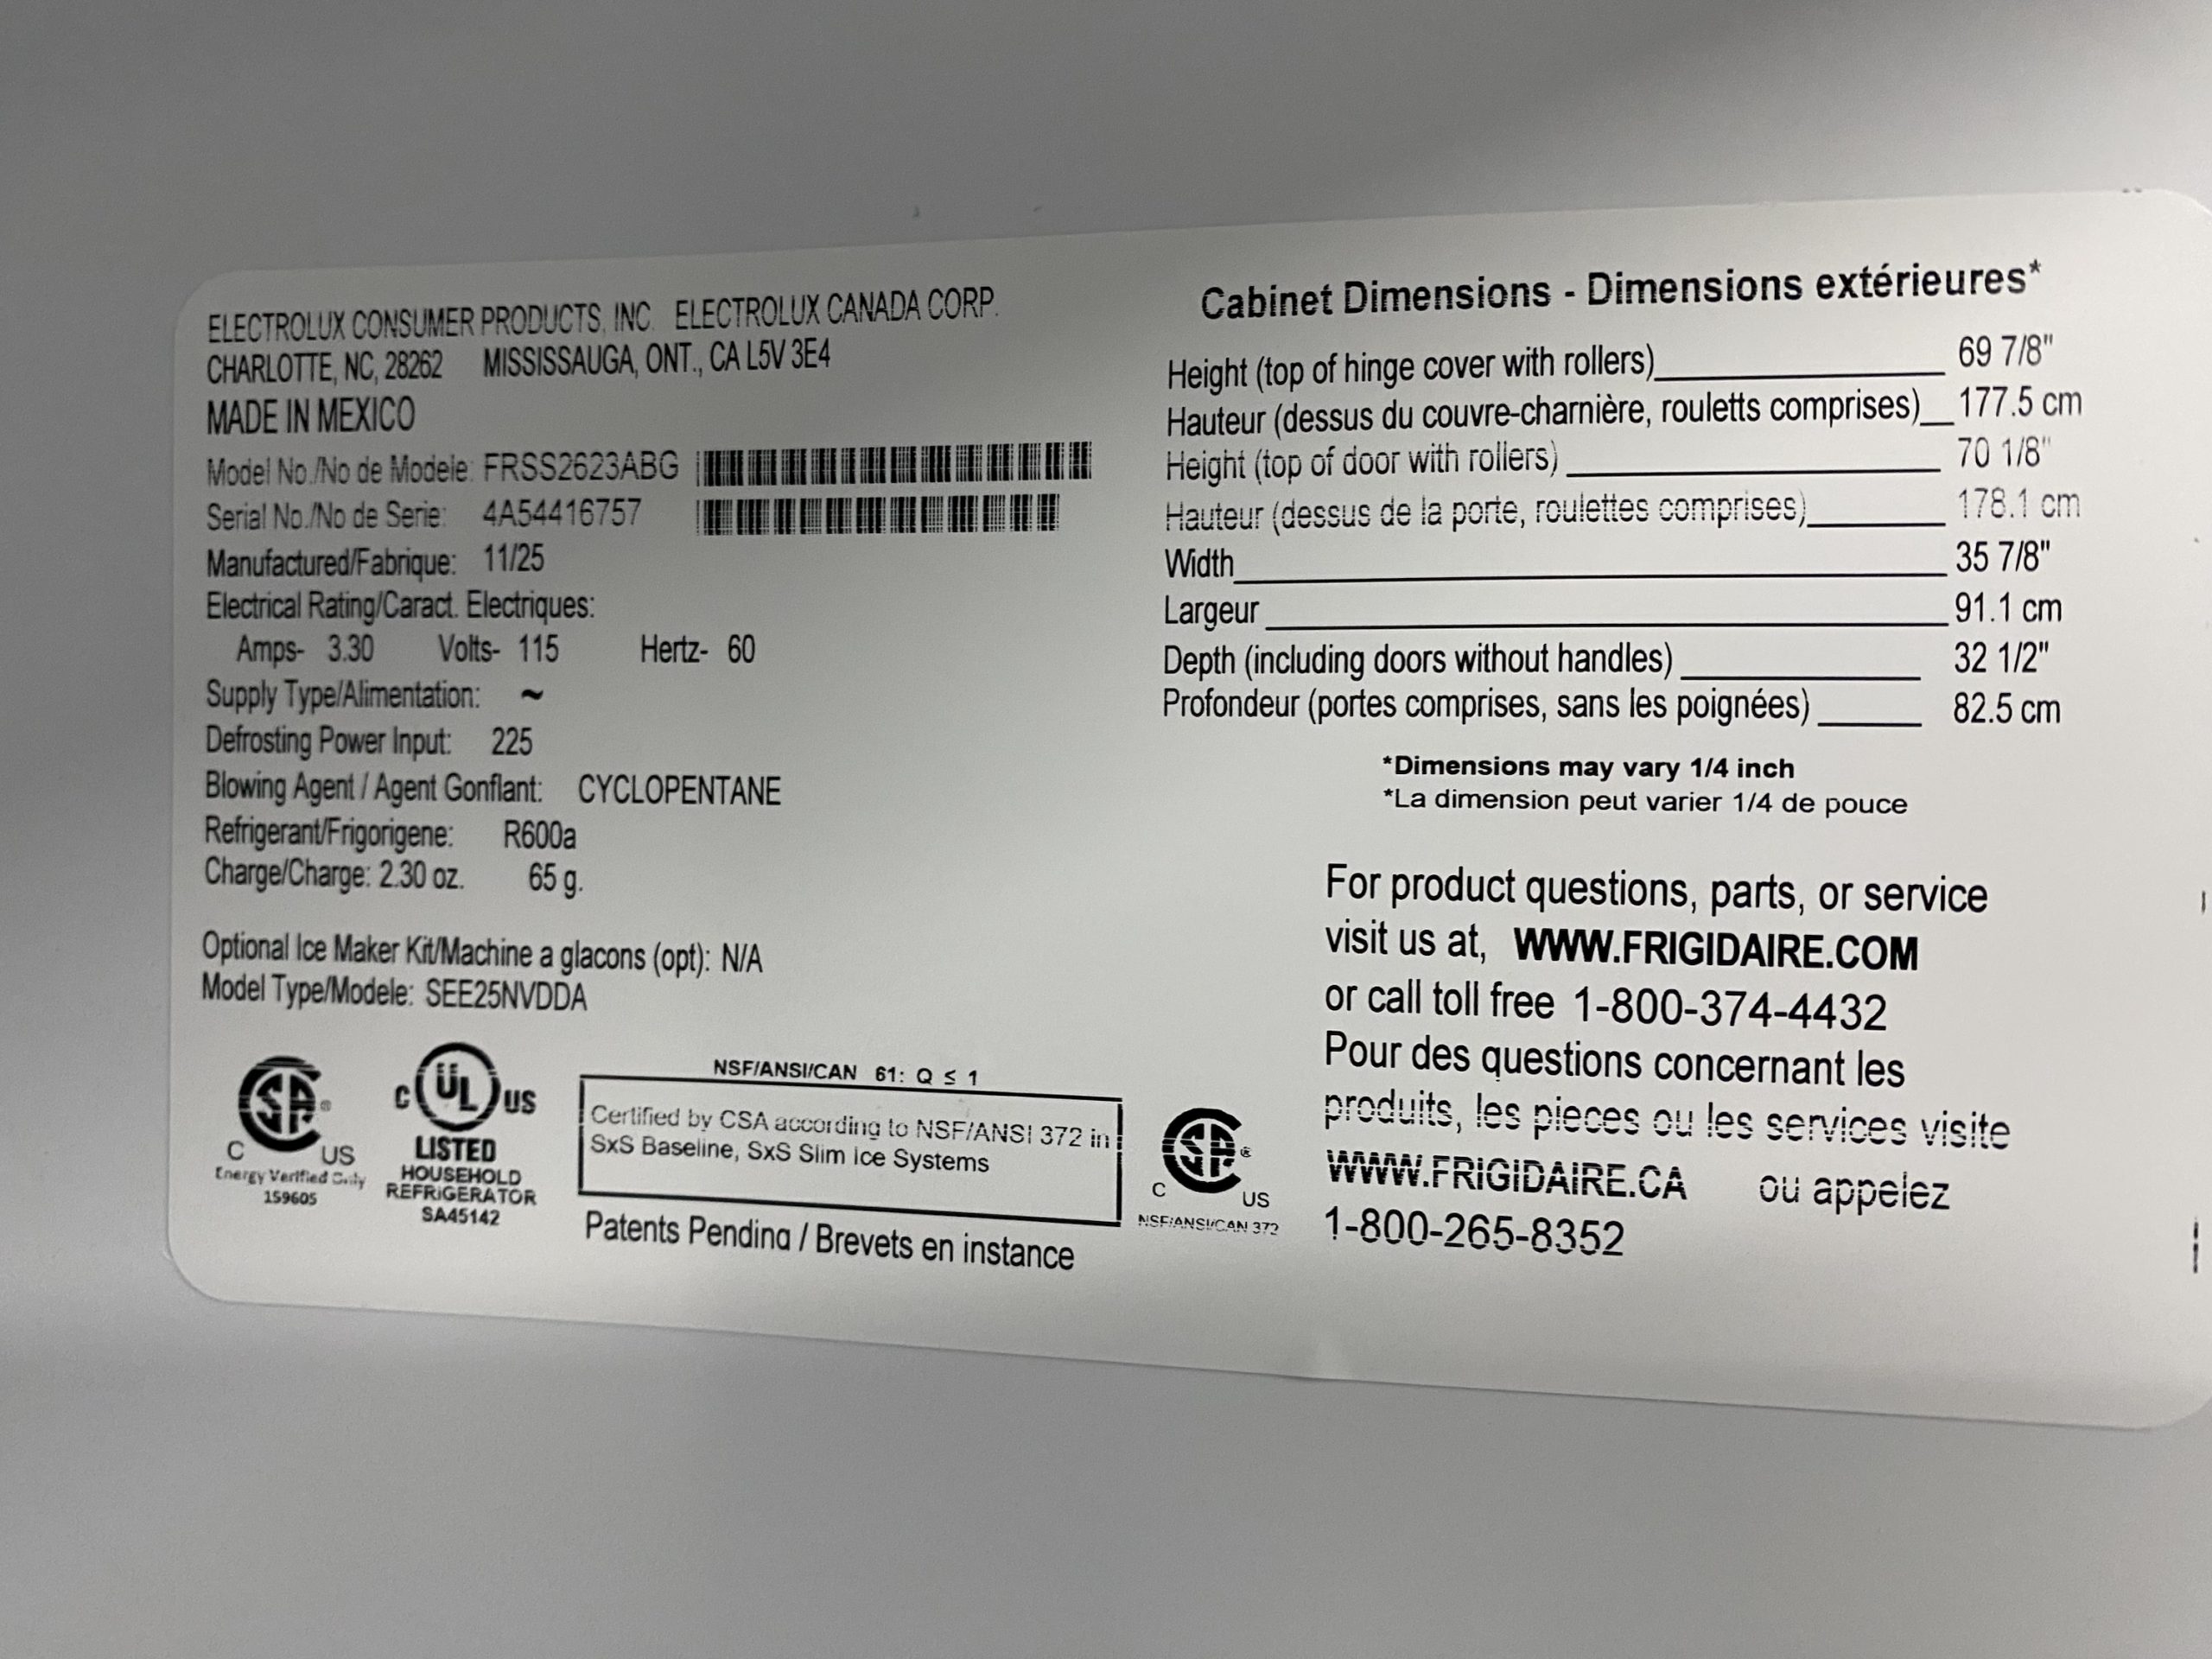 ELECTROLUX CONSUMER PRODUCTS, INC. ELECTROLUX CANADA CORP.
CHARLOTTE, NC, 28262 MISSISSAUGA, ONT., CA L5V 3E4
MADE IN MEXICO
Model No./No de Modele: FRSS2623ABG
Serial No./No de Serie: 4A54416757
Manufactured/Fabrique: 11/25
Electrical Rating/Caract. Electriques:
Amps- 3.30 Volts- 115 Hertz- 60
Supply Type/Alimentation: ~
Defrosting Power Input: 225
Blowing Agent / Agent Gonflant: CYCLOPENTANE
Refrigerant/Frigorigene: R600a
Charge/Charge: 2.30 oz. 65 g.
Optional Ice Maker Kit/Machine a glacons (opt): N/A
Model Type/Modele: SEE25NVDDA
CSA ®
C US
Energy Verified Only
159605
C UL US
LISTED
HOUSEHOLD
REFRIGERATOR
SA45142
NSF/ANSI/CAN 61: Q ≤ 1
Certified by CSA according to NSF/ANSI 372 in
SxS Baseline, SxS Slim Ice Systems
Patents Pending / Brevets en instance
CSA ®
C US
NSF/ANSI/CAN 372
Cabinet Dimensions - Dimensions extérieures*
Height (top of hinge cover with rollers) 69 7/8"
Hauteur (dessus du couvre-charnière, rouletts comprises) 177.5 cm
Height (top of door with rollers) 70 1/8"
Hauteur (dessus de la porte, roulettes comprises) 178.1 cm
Width 35 7/8"
Largeur 91.1 cm
Depth (including doors without handles) 32 1/2"
Profondeur (portes comprises, sans les poignées) 82.5 cm
*Dimensions may vary 1/4 inch
*La dimension peut varier 1/4 de pouce
For product questions, parts, or service
visit us at, WWW.FRIGIDAIRE.COM
or call toll free 1-800-374-4432
Pour des questions concernant les
produits, les pieces ou les services visite
WWW.FRIGIDAIRE.CA ou appelez
1-800-265-8352